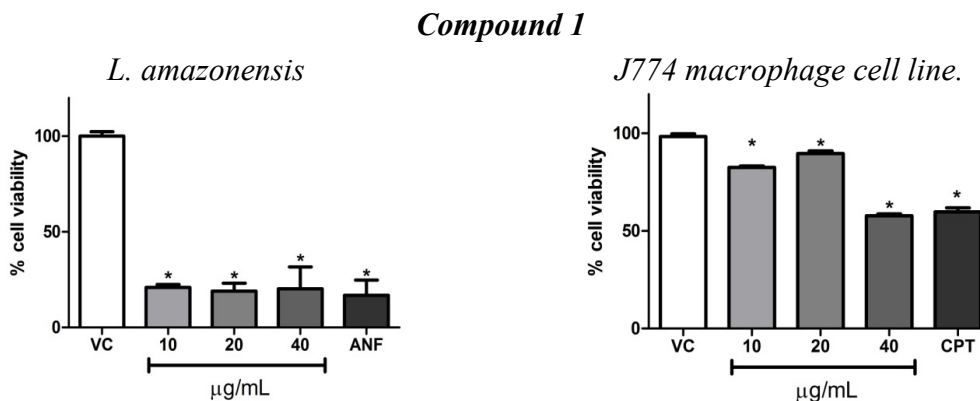 Compound 1
L. amazonensis
J774 macrophage cell line.
% cell viability
100
50
0
*
*
*
*
VC
10
20
40
ANF
µg/mL
% cell viability
100
50
0
*
*
*
*
VC
10
20
40
CPT
µg/mL